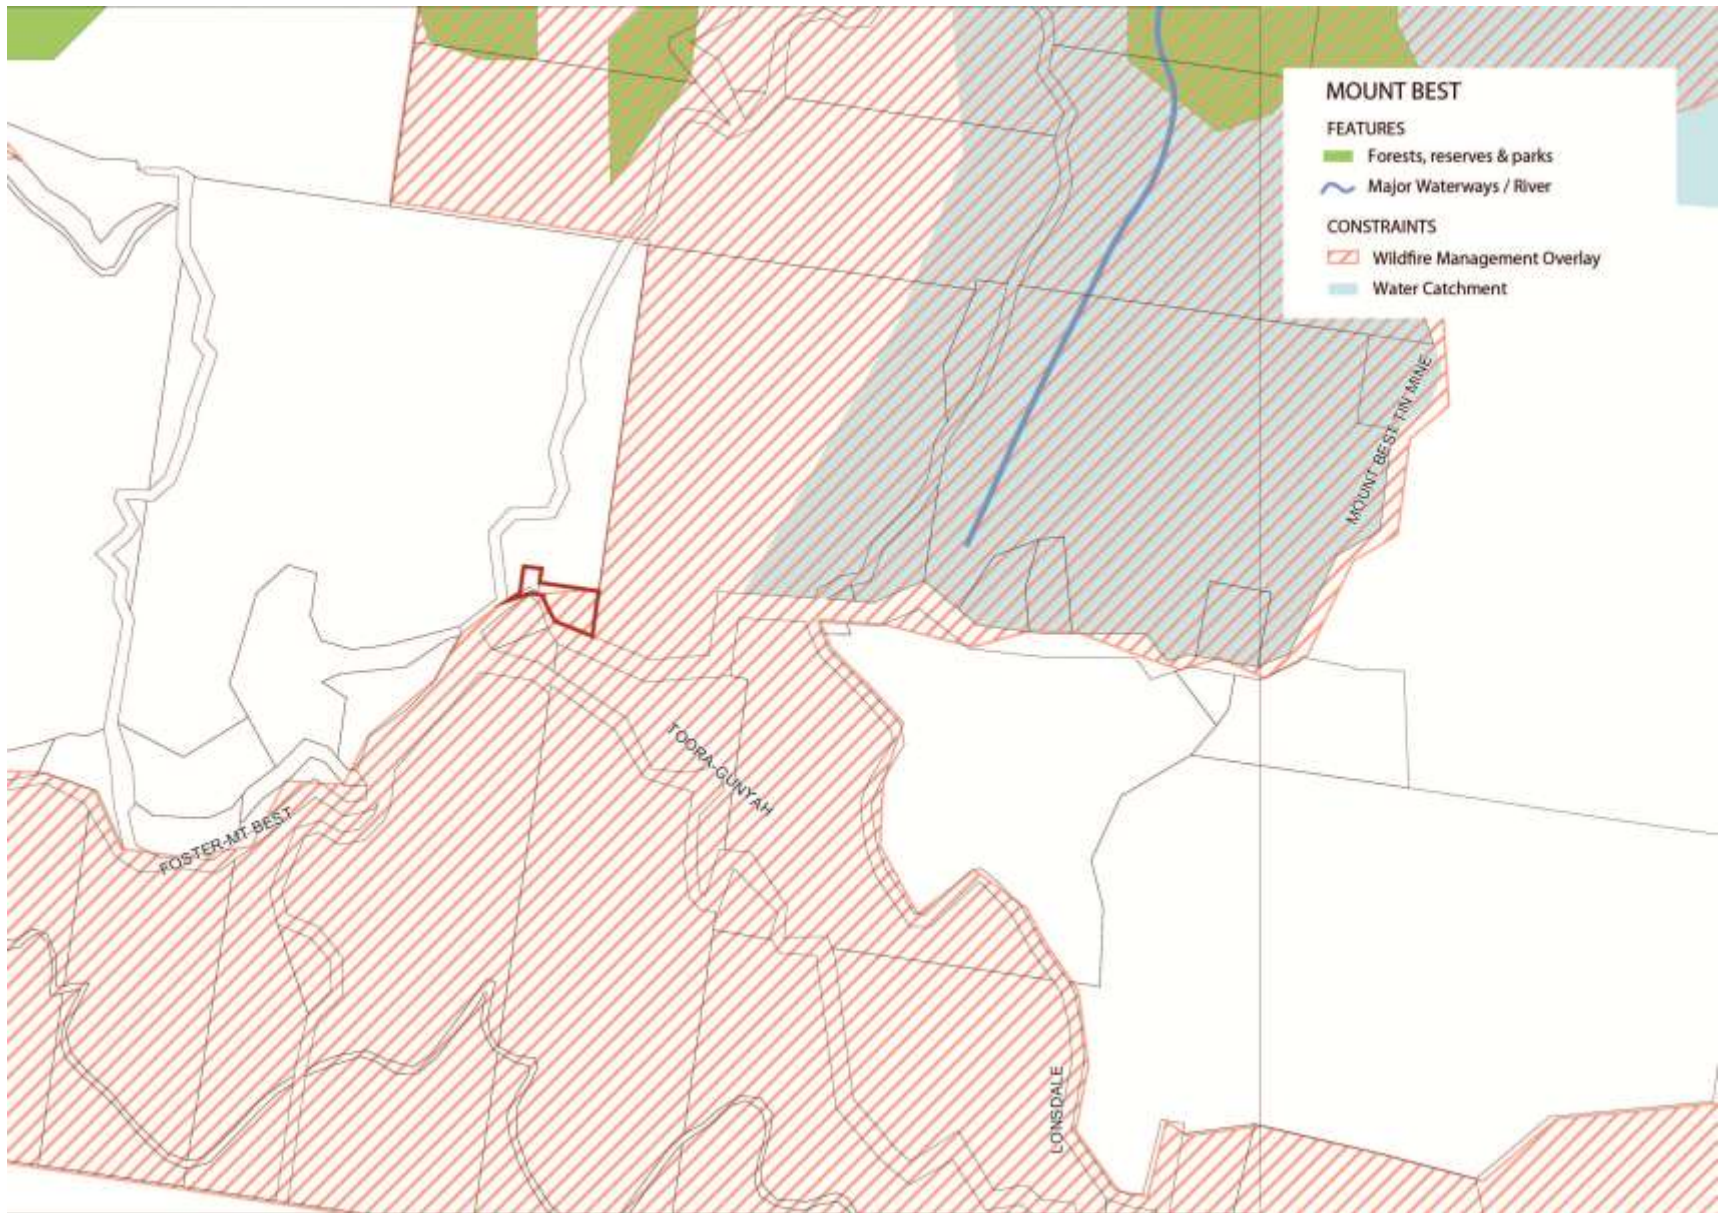 MOUNT BEST
FEATURES
Forests, reserves & parks
Major Waterways / River
CONSTRAINTS
Wildfire Management Overlay
Water Catchment
MOUNT BEST TIN MINE
TOORA-GUNYAH
FOSTER-MT BEST
LONSDALE